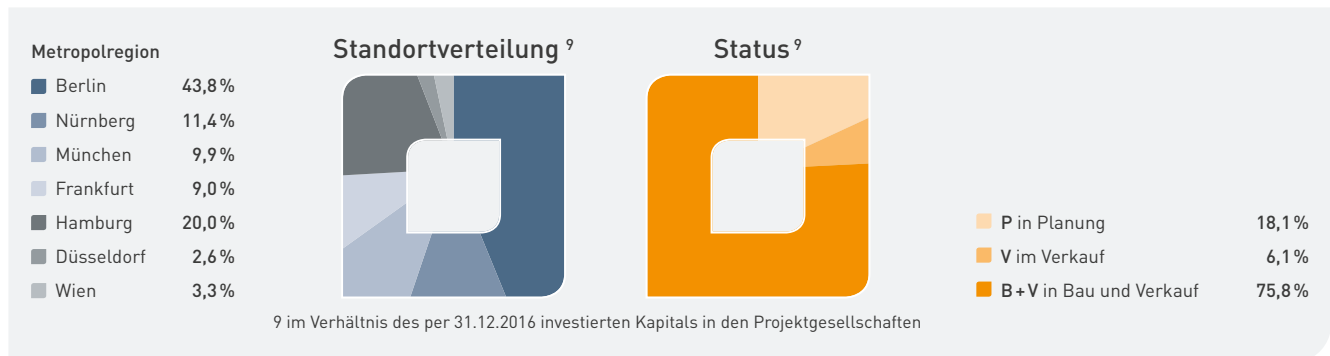 Metropolregion
Berlin 43,8 %
Nürnberg 11,4 %
München 9,9 %
Frankfurt 9,0 %
Hamburg 20,0 %
Düsseldorf 2,6 %
Wien 3,3 %
Standortverteilung ⁹
Status ⁹
P in Planung 18,1 %
V im Verkauf 6,1 %
B + V in Bau und Verkauf 75,8 %
9 im Verhältnis des per 31.12.2016 investierten Kapitals in den Projektgesellschaften